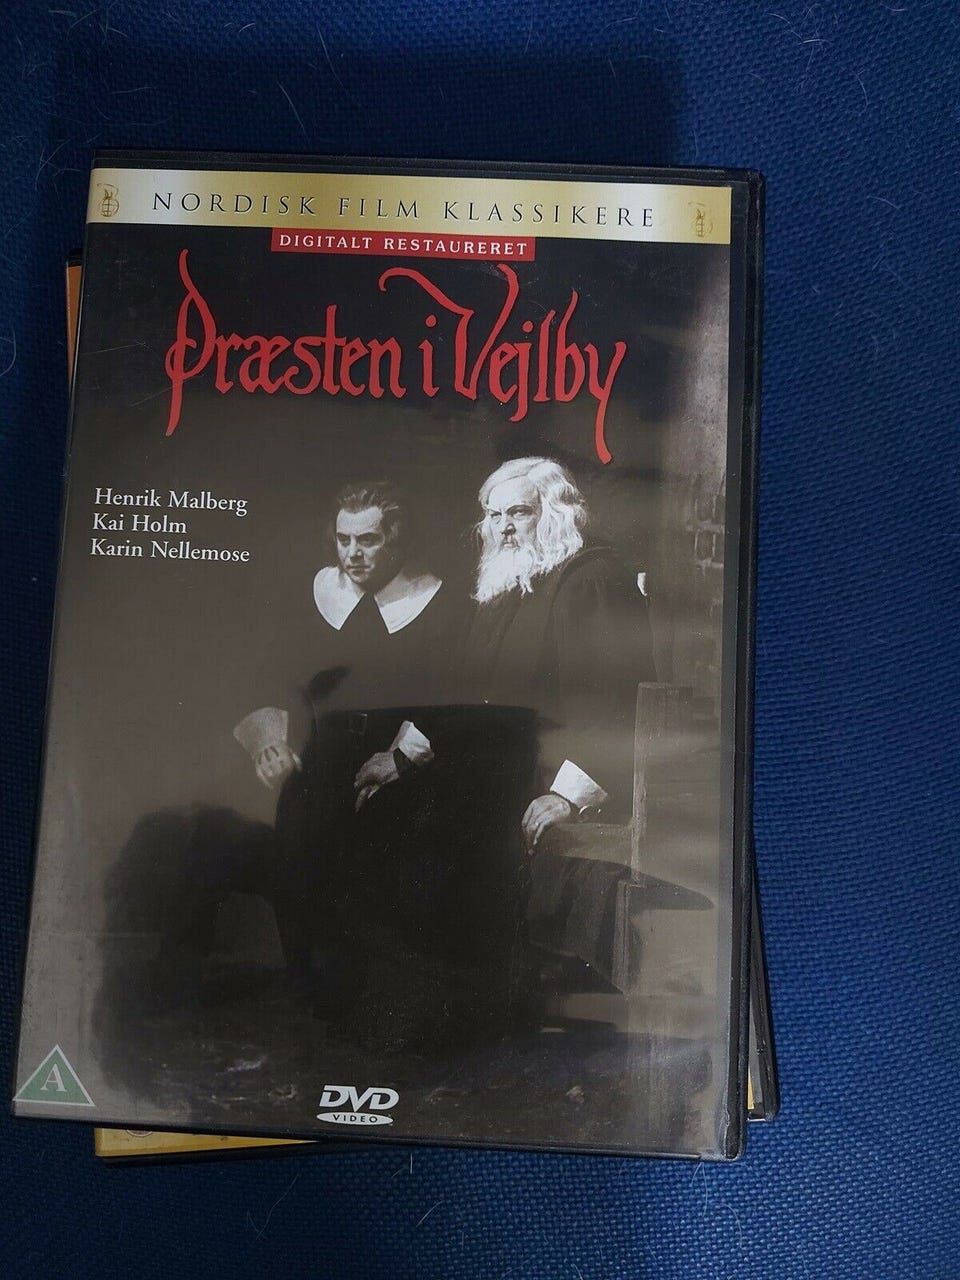 NORDISK FILM KLASSIKERE
DIGITALT RESTAURERET
Præsten i Vejlby
Henrik Malberg
Kai Holm
Karin Nellemose
A
DVD
VIDEO